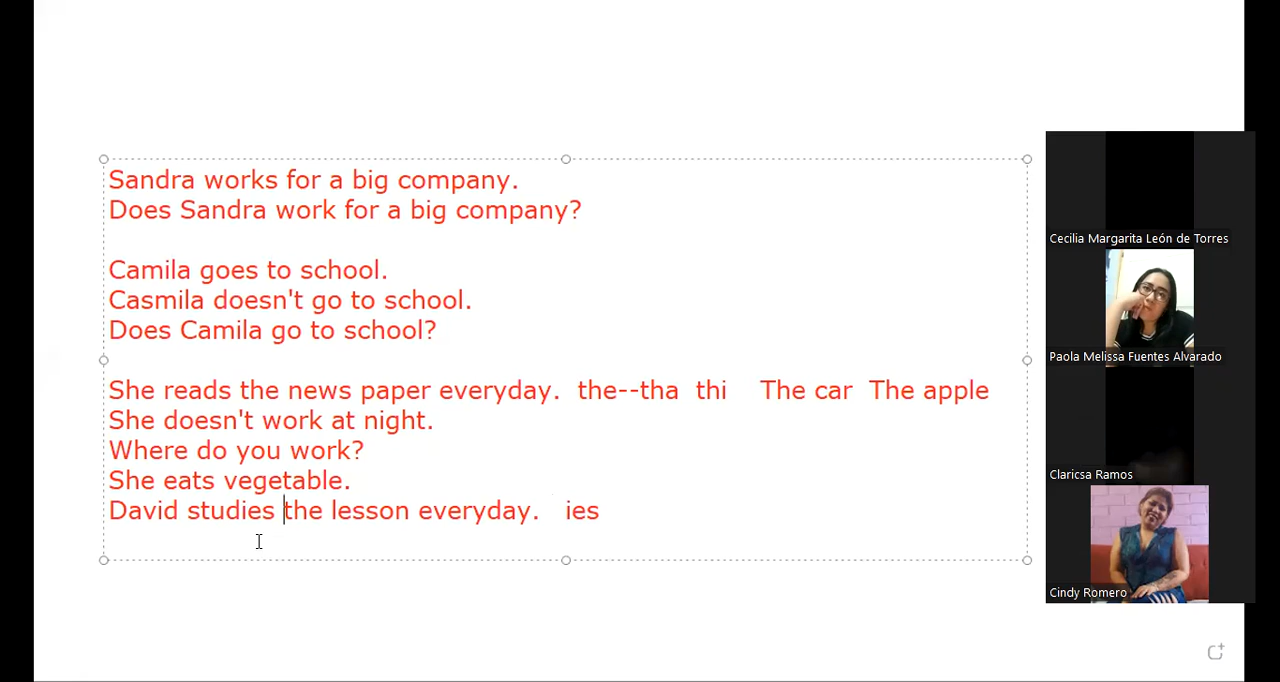 Sandra works for a big company.
Does Sandra work for a big company?
Camila goes to school.
Casmila doesn't go to school.
Does Camila go to school?
She reads the news paper everyday.  the--tha  thi    The car  The apple
She doesn't work at night.
Where do you work?
She eats vegetable.
David studies the lesson everyday.   ies
Cecilia Margarita León de Torres
Paola Melissa Fuentes Alvarado
Claricsa Ramos
Cindy Romero